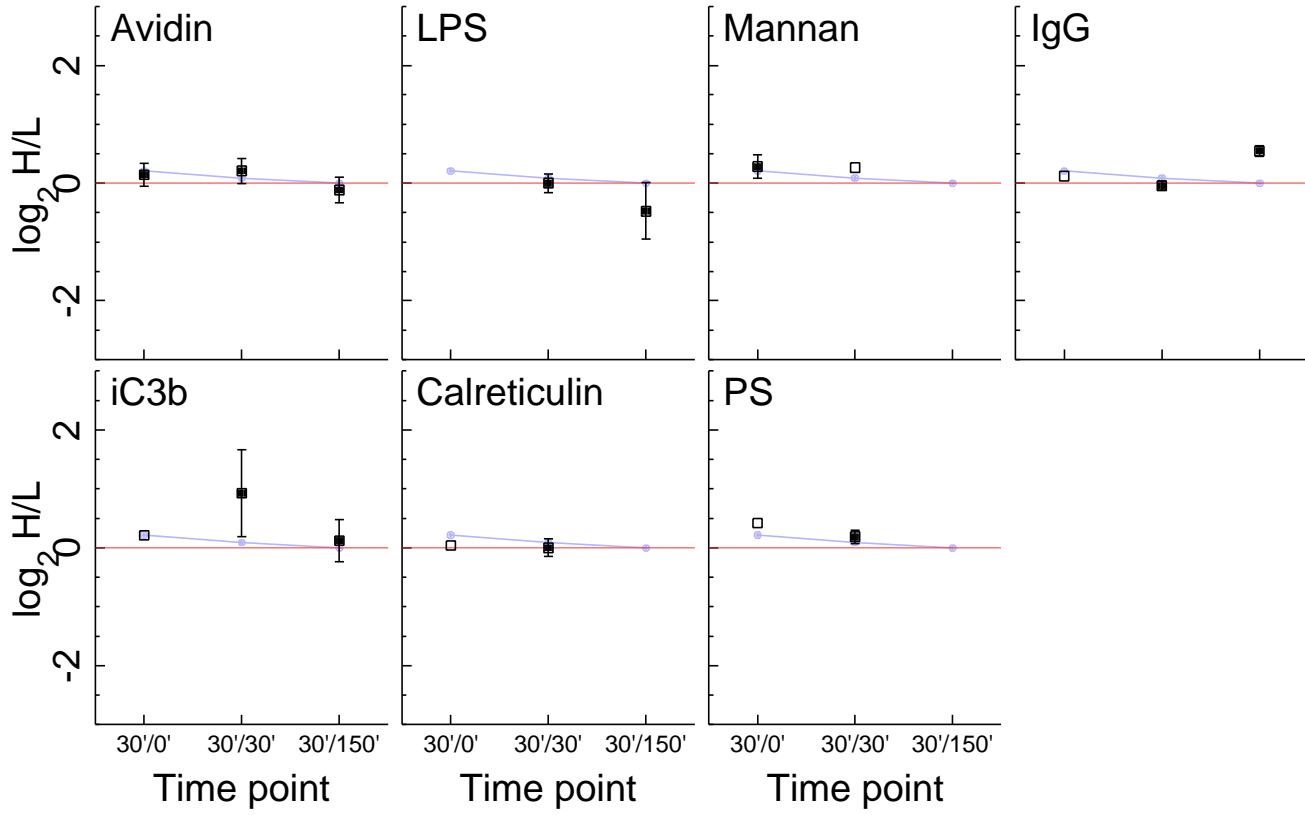 Avidin
LPS
Mannan
IgG
2
0
-2
log2 H/L
iC3b
Calreticulin
PS
2
0
-2
log2 H/L
30'/0' 30'/30' 30'/150'
30'/0' 30'/30' 30'/150'
30'/0' 30'/30' 30'/150'
Time point
Time point
Time point